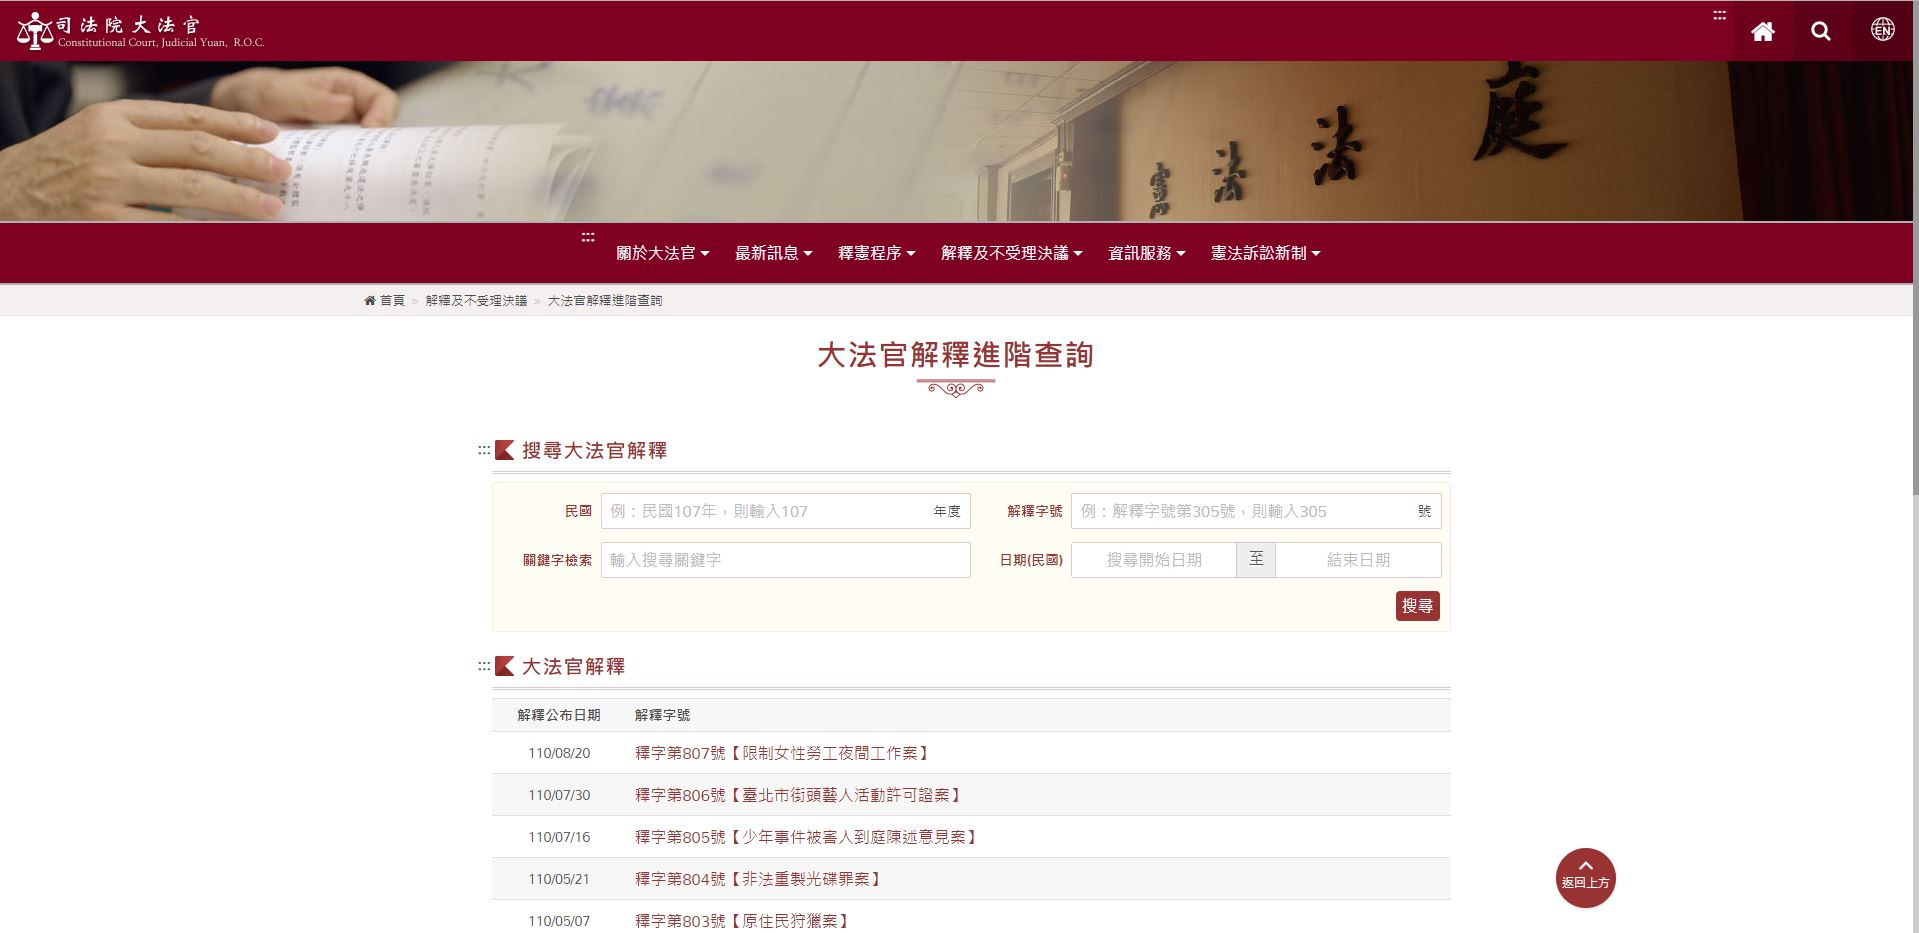 司法院大法官
Constitutional Court, Judicial Yuan, R.O.C.
:::
EN
憲法法庭
:::
關於大法官 最新訊息 釋憲程序 解釋及不受理決議 資訊服務 憲法訴訟新制
首頁 » 解釋及不受理決議 » 大法官解釋進階查詢
大法官解釋進階查詢
::: 搜尋大法官解釋
民國 例：民國107年，則輸入107 年度 解釋字號 例：解釋字號第305號，則輸入305 號
關鍵字檢索 輸入搜尋關鍵字 日期(民國) 搜尋開始日期 至 結束日期
搜尋
::: 大法官解釋
解釋公布日期 解釋字號
110/08/20 釋字第807號【限制女性勞工夜間工作案】
110/07/30 釋字第806號【臺北市街頭藝人活動許可證案】
110/07/16 釋字第805號【少年事件被害人到庭陳述意見案】
110/05/21 釋字第804號【非法重製光碟罪案】
110/05/07 釋字第803號【原住民狩獵案】
返回上方